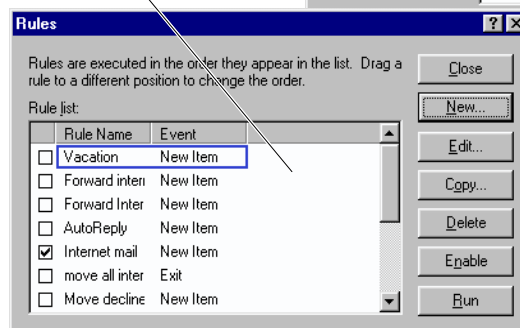 Rules
Rules are executed in the order they appear in the list. Drag a
rule to a different position to change the order.
Rule list:
Rule Name Event
Vacation New Item
Forward intern New Item
Forward Inter New Item
AutoReply New Item
Internet mail New Item
move all inter Exit
Move decline New Item
Close
New...
Edit...
Copy...
Delete
Enable
Run